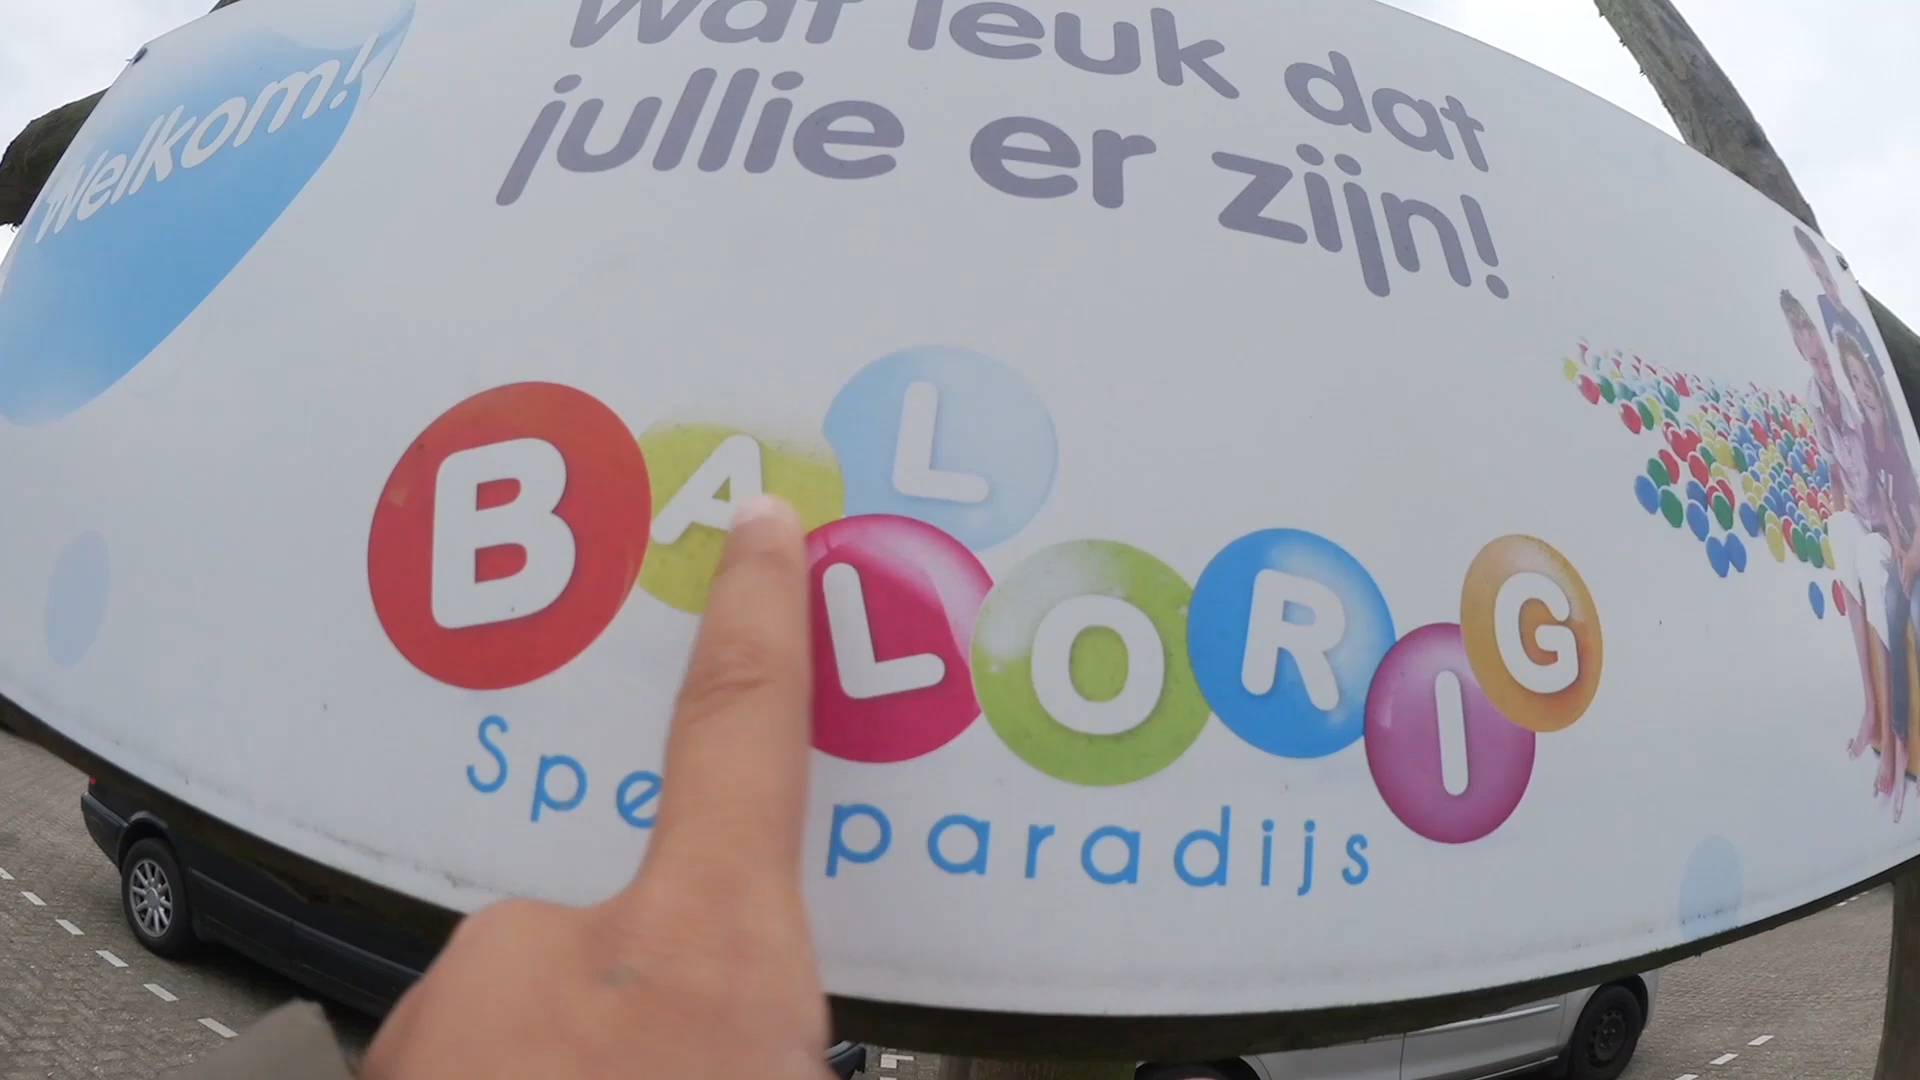 Welkom!
Wat leuk dat
jullie er zijn!
BALLORIG
paradijs